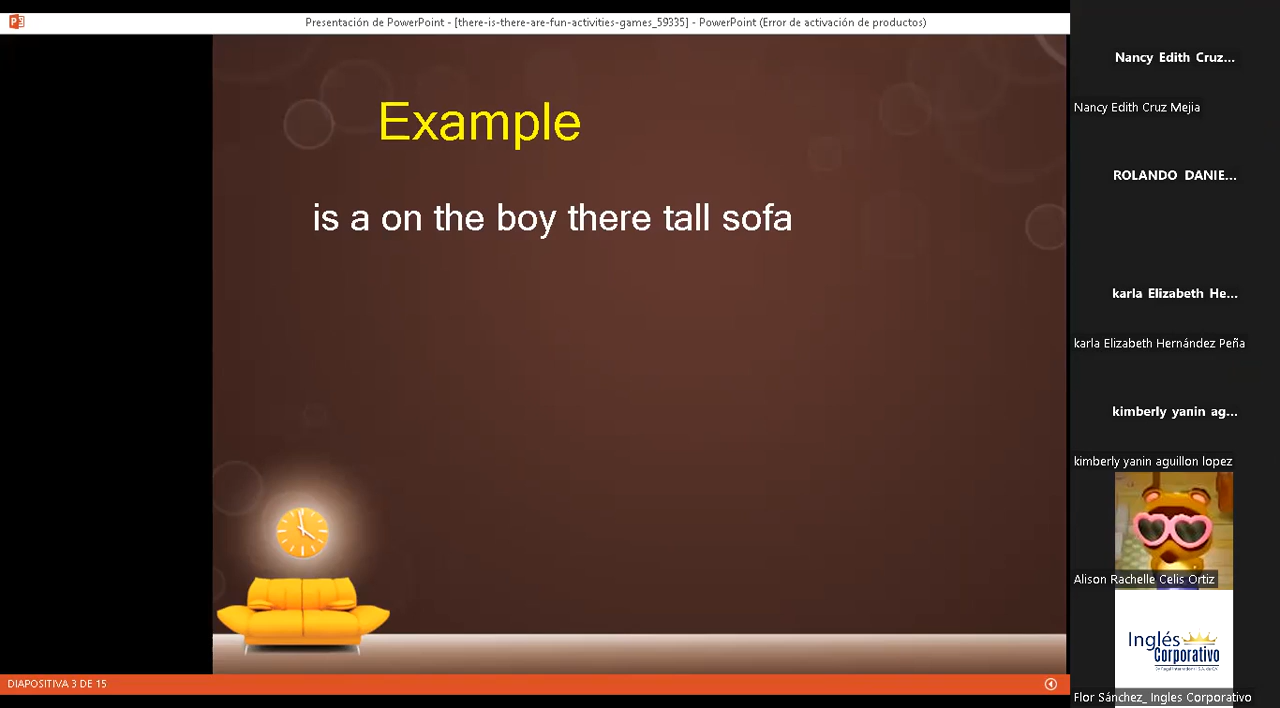 Presentación de PowerPoint - [there-is-there-are-fun-activities-games_59335] - PowerPoint (Error de activación de productos)
Example
is a on the boy there tall sofa
DIAPOSITIVA 3 DE 15
Nancy Edith Cruz...
Nancy Edith Cruz Mejia
ROLANDO DANIE...
karla Elizabeth He...
karla Elizabeth Hernández Peña
kimberly yanin ag...
kimberly yanin aguillon lopez
Alison Rachelle Celis Ortiz
Inglés
Corporativo
Flor Sánchez_ Ingles Corporativo